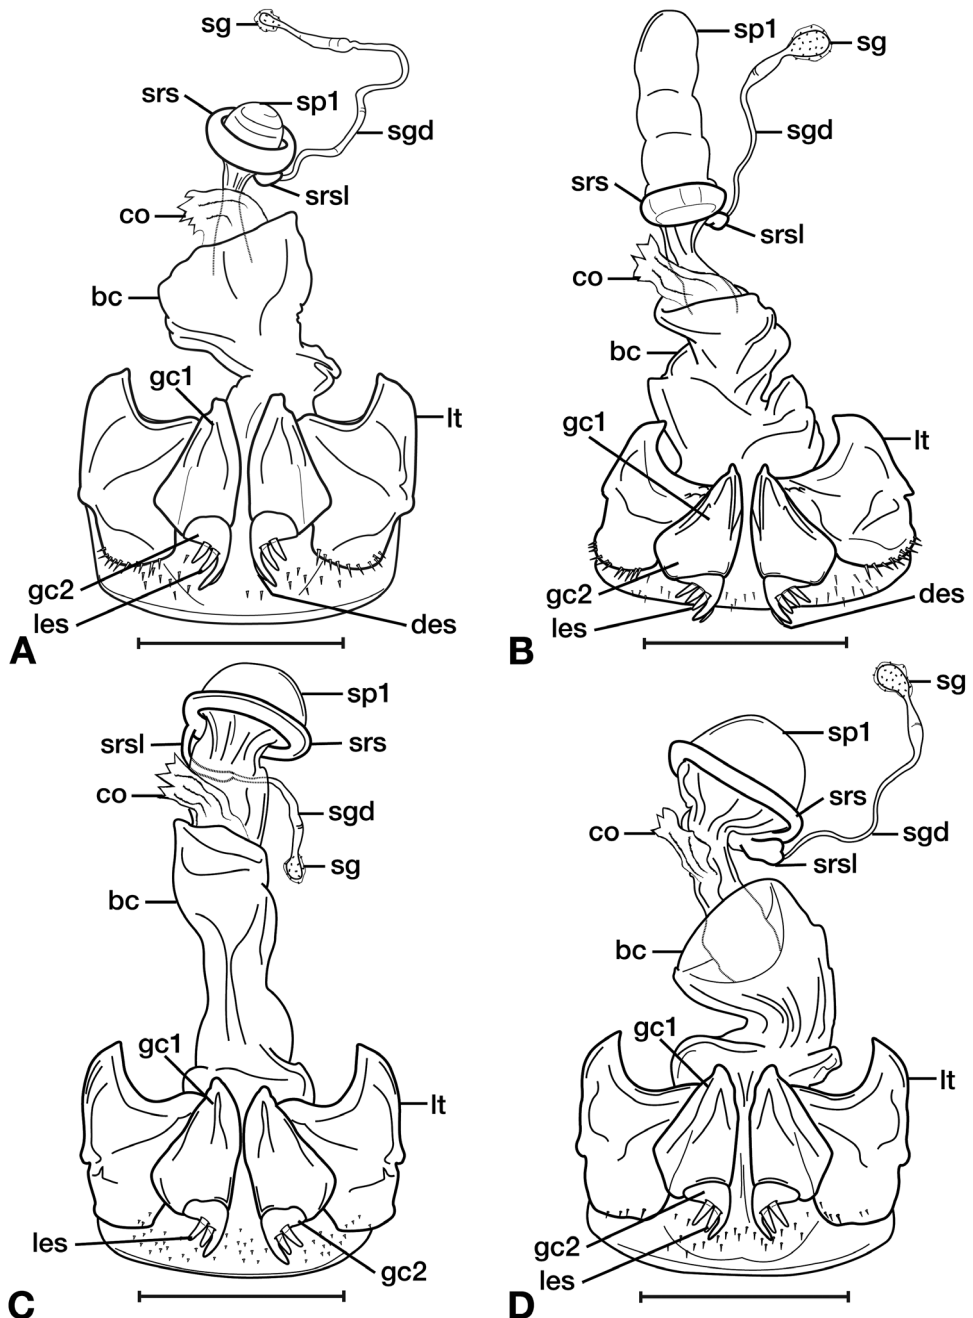 sg
srs
sp1
sgd
srsl
co
bc
gc1
lt
gc2
les
des
A
sp1
sg
sgd
srs
srsl
co
bc
gc1
lt
gc2
les
des
B
sp1
srsl
srs
co
sgd
sg
bc
gc1
lt
les
gc2
C
sg
sp1
srs
co
sgd
srsl
bc
gc1
lt
gc2
les
D